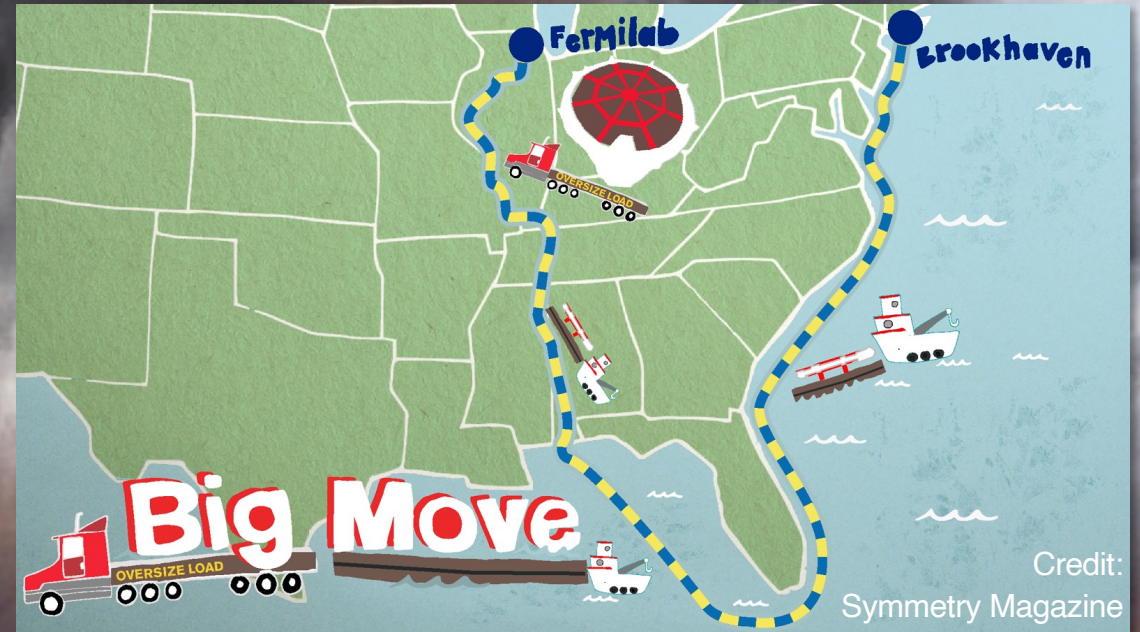 FerMilab
Brookhaven
OVERSIZE LOAD
Big Move
OVERSIZE LOAD
Credit:
Symmetry Magazine